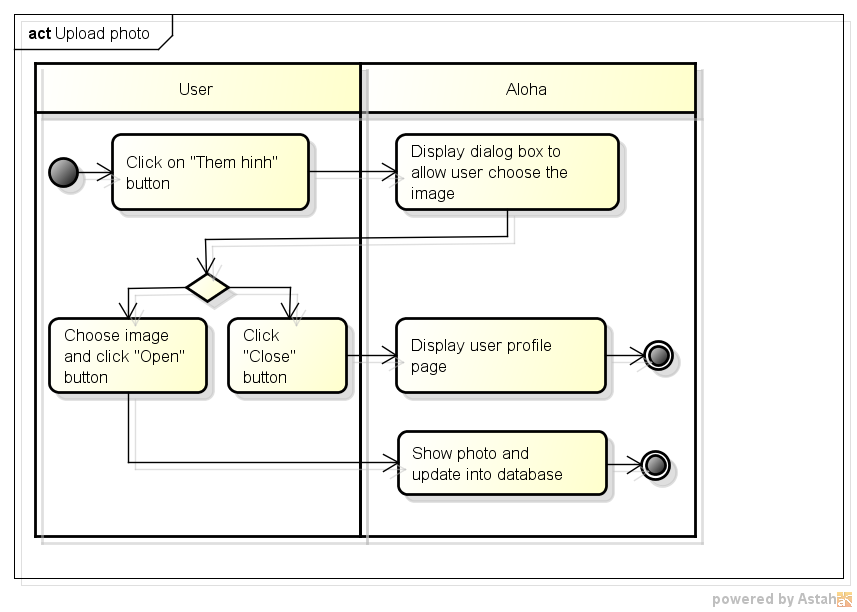 act Upload photo
User
Aloha
Click on "Them hinh"
button
Display dialog box to
allow user choose the
image
Choose image
and click "Open"
button
Click
"Close"
button
Display user profile
page
Show photo and
update into database
powered by Astah